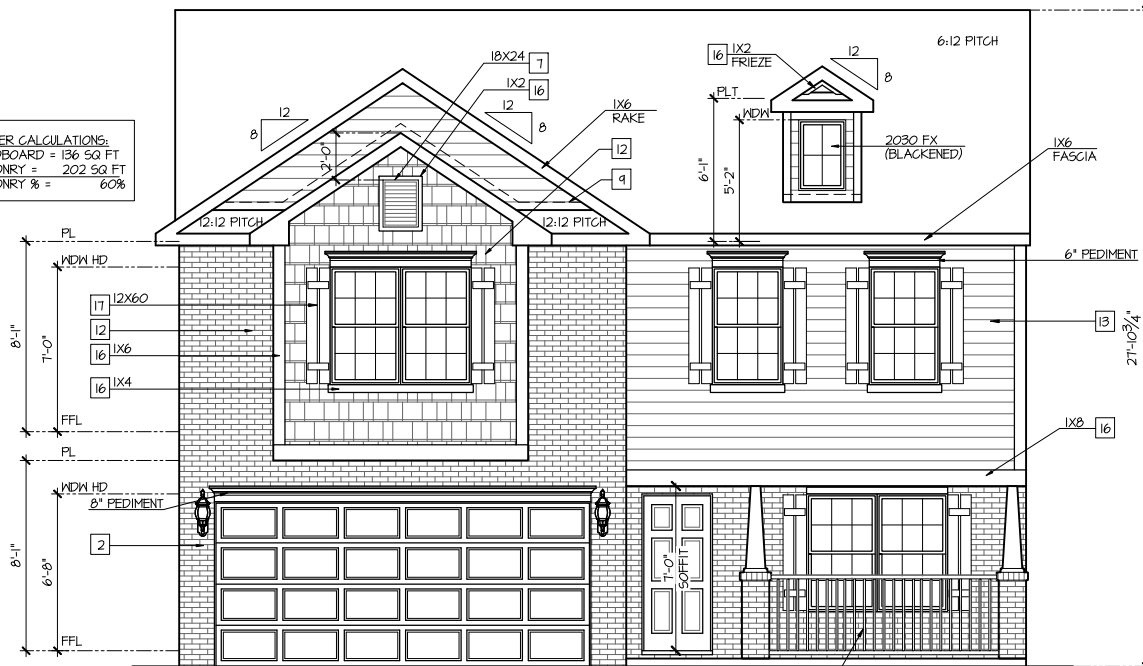 6:12 PITCH
18X24 7
1X2 16
16 1X2
FRIEZE
12
8
12
8
12
8
PLT
WDW
1X6
RAKE
2030 FX
(BLACKENED)
1X6
FASCIA
ER CALCULATIONS:
BOARD = 136 SQ FT
NRY = 202 SQ FT
NRY % = 60%
2'-0"
12
9
6'-1"
5'-2"
12:12 PITCH
12:12 PITCH
PL
WDW HD
6" PEDIMENT
17 12X60
12
16 1X6
16 1X4
8'-1"
7'-0"
13
27'-10 3/4"
FFL
PL
1X8 16
WDW HD
8" PEDIMENT
2
8'-1"
6'-8"
7'-0"
SOFFIT
FFL